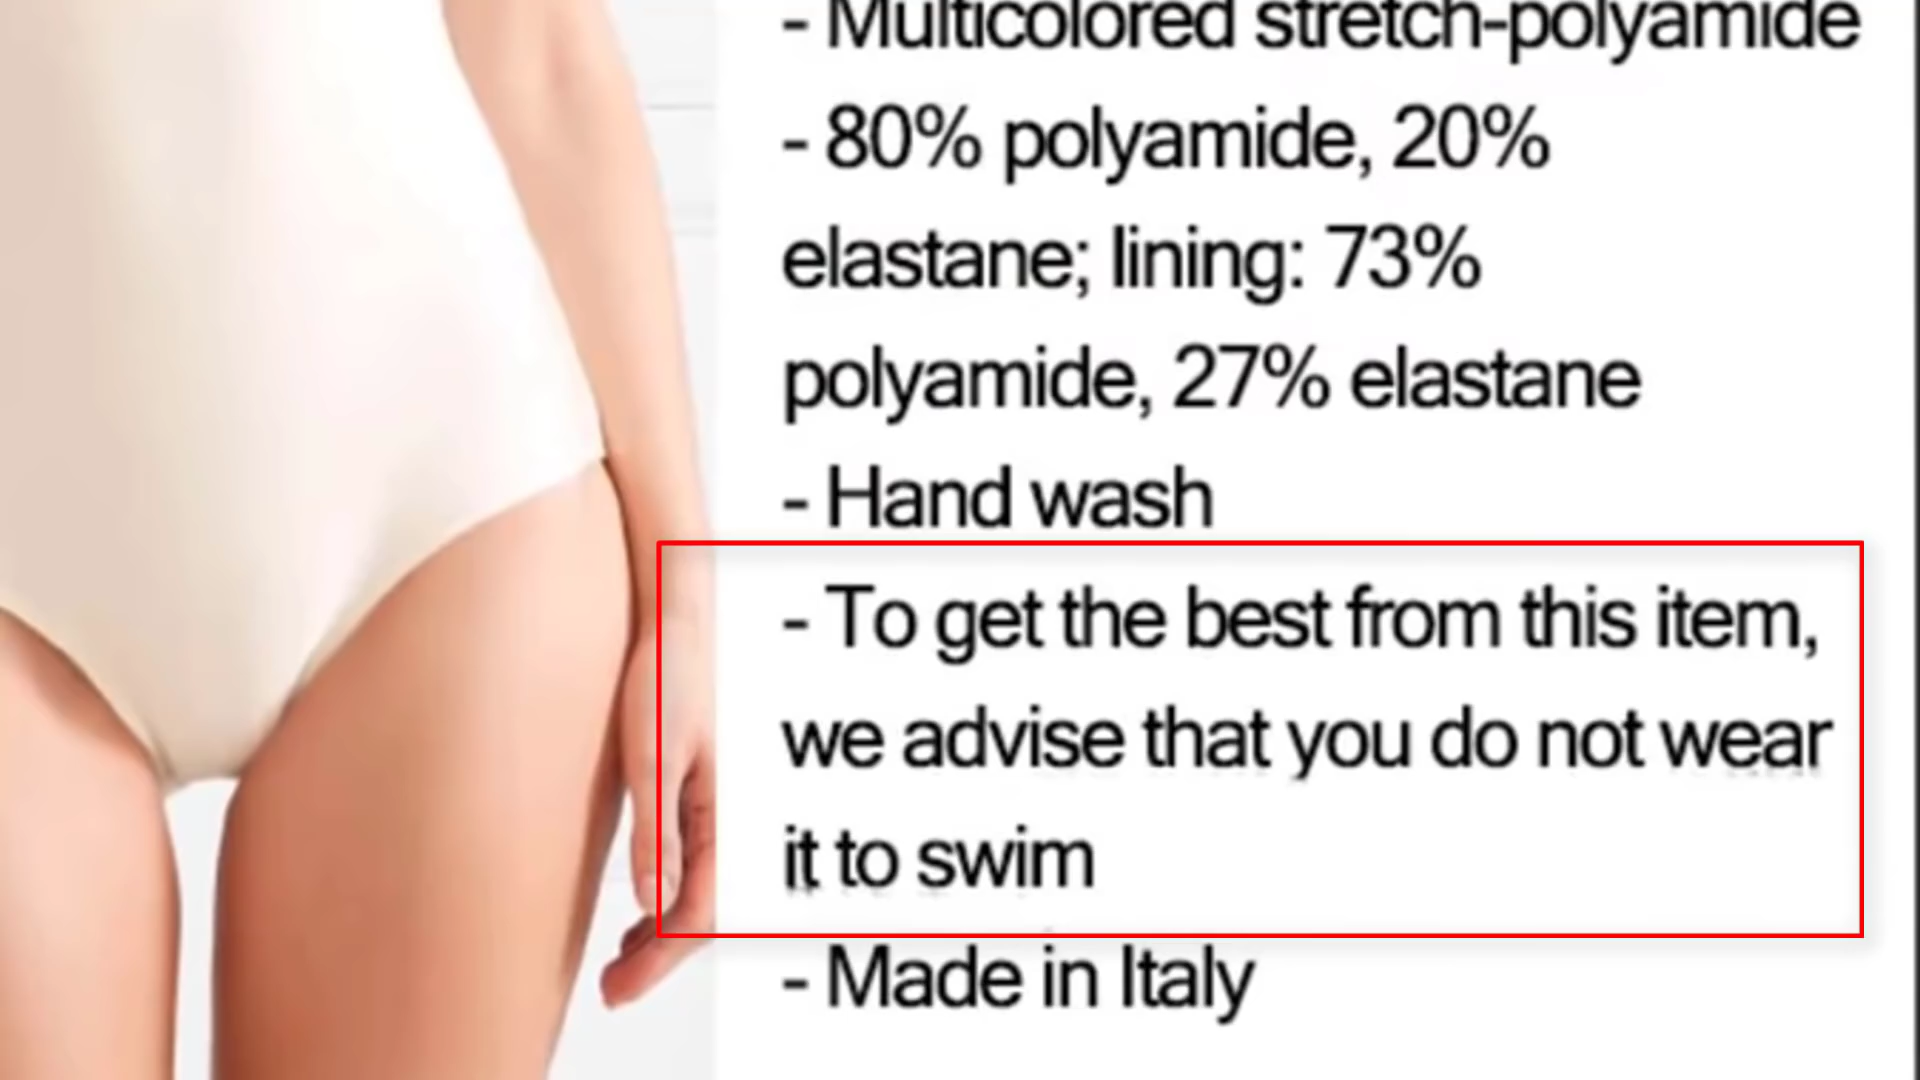 - Multicolored stretch-polyamide
- 80% polyamide, 20%
elastane; lining: 73%
polyamide, 27% elastane
- Hand wash
- To get the best from this item,
we advise that you do not wear
it to swim
- Made in Italy